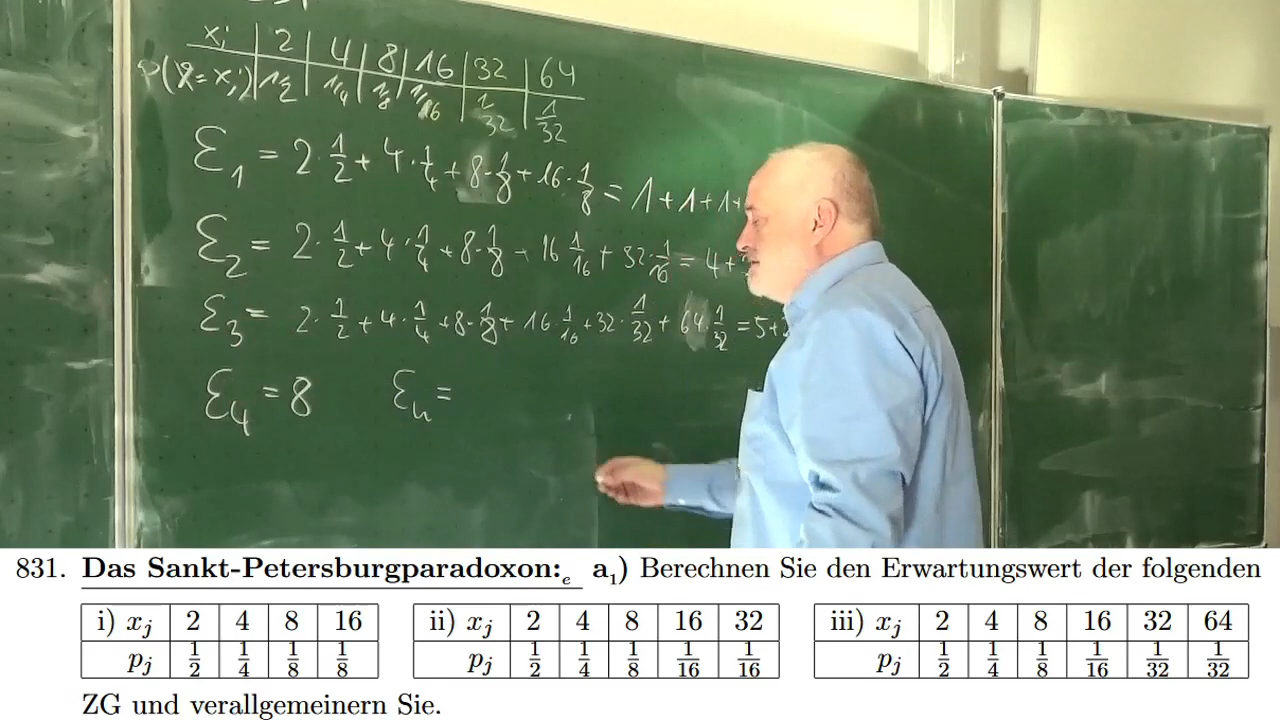 xⱼ 2 4 8 16 32 64
P(X=xⱼ) 1/2 1/4 1/8 1/16 1/32 1/32
ℰ₁ = 2·1/2 + 4·1/4 + 8·1/8 + 16·1/8 = 1+1+1+
ℰ₂ = 2·1/2 + 4·1/4 + 8·1/8 + 16 1/16 + 32·1/16 = 4+
ℰ₃ = 2·1/2 + 4·1/4 + 8·1/8 + 16·1/16 + 32·1/32 + 64·1/32 = 5+
ℰ₄ = 8 ℰₙ =
831. Das Sankt-Petersburgparadoxon:ₑ a₁) Berechnen Sie den Erwartungswert der folgenden
i) xⱼ 2 4 8 16
pⱼ 1/2 1/4 1/8 1/8
ii) xⱼ 2 4 8 16 32
pⱼ 1/2 1/4 1/8 1/16 1/16
iii) xⱼ 2 4 8 16 32 64
pⱼ 1/2 1/4 1/8 1/16 1/32 1/32
ZG und verallgemeinern Sie.